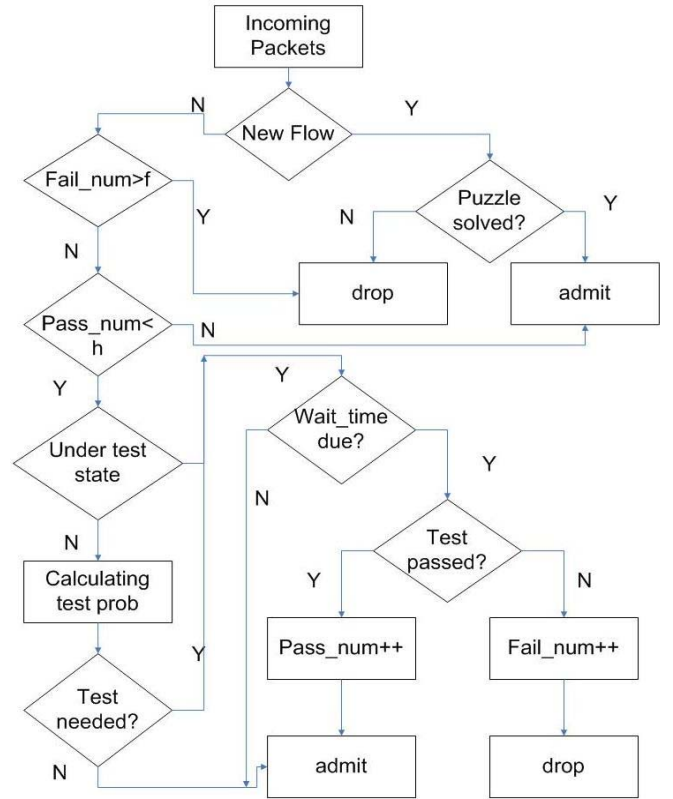 Incoming
Packets
N
Y
New Flow
Fail_num>f
Puzzle
solved?
Y
Y
N
N
drop
admit
Pass_num<
h
N
Y
Y
Wait_time
due?
Under test
state
Y
N
N
Test
passed?
Calculating
test prob
Y
N
Pass_num++
Fail_num++
Y
Test
needed?
N
admit
drop